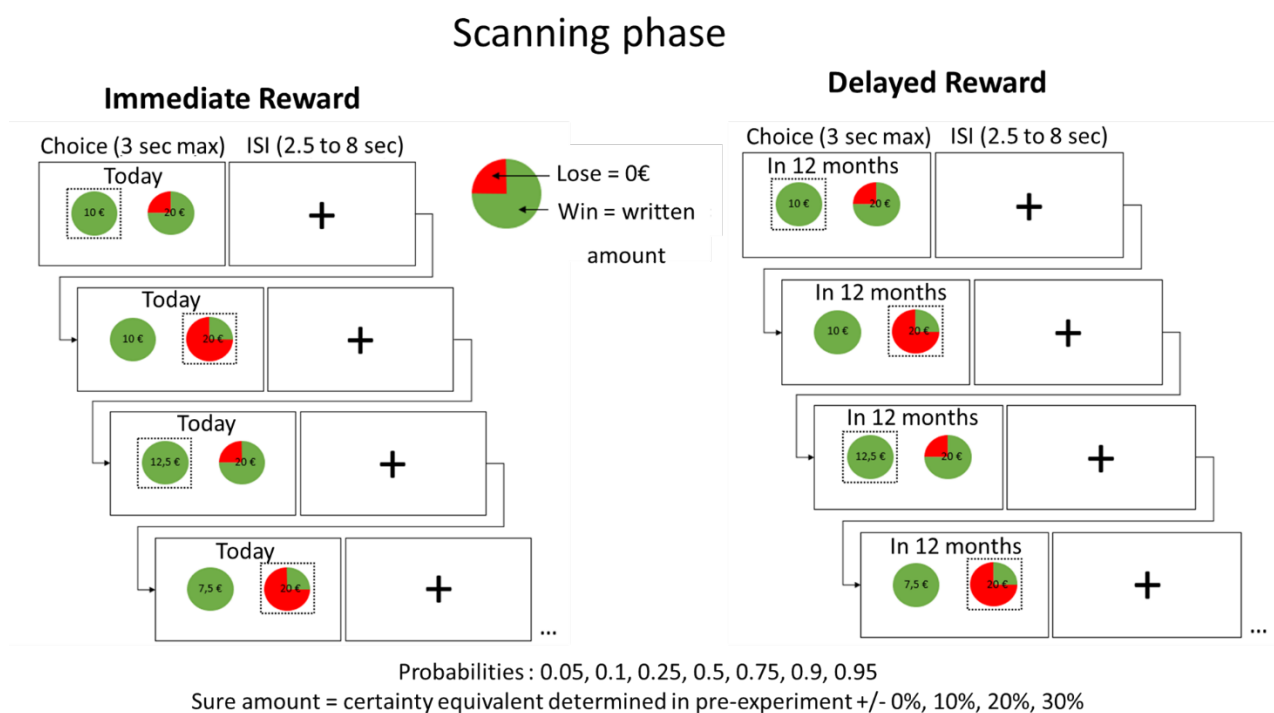 Scanning phase
Immediate Reward
Choice (3 sec max) ISI (2.5 to 8 sec)
Today
10 € 20 €
+
Today
10 € 20 €
+
Today
12,5 € 20 €
+
Today
7,5 € 20 €
+
...
Lose = 0€
Win = written
amount
Delayed Reward
Choice (3 sec max) ISI (2.5 to 8 sec)
In 12 months
10 € 20 €
+
In 12 months
10 € 20 €
+
In 12 months
12,5 € 20 €
+
In 12 months
7,5 € 20 €
+
...
Probabilities : 0.05, 0.1, 0.25, 0.5, 0.75, 0.9, 0.95
Sure amount = certainty equivalent determined in pre-experiment +/- 0%, 10%, 20%, 30%